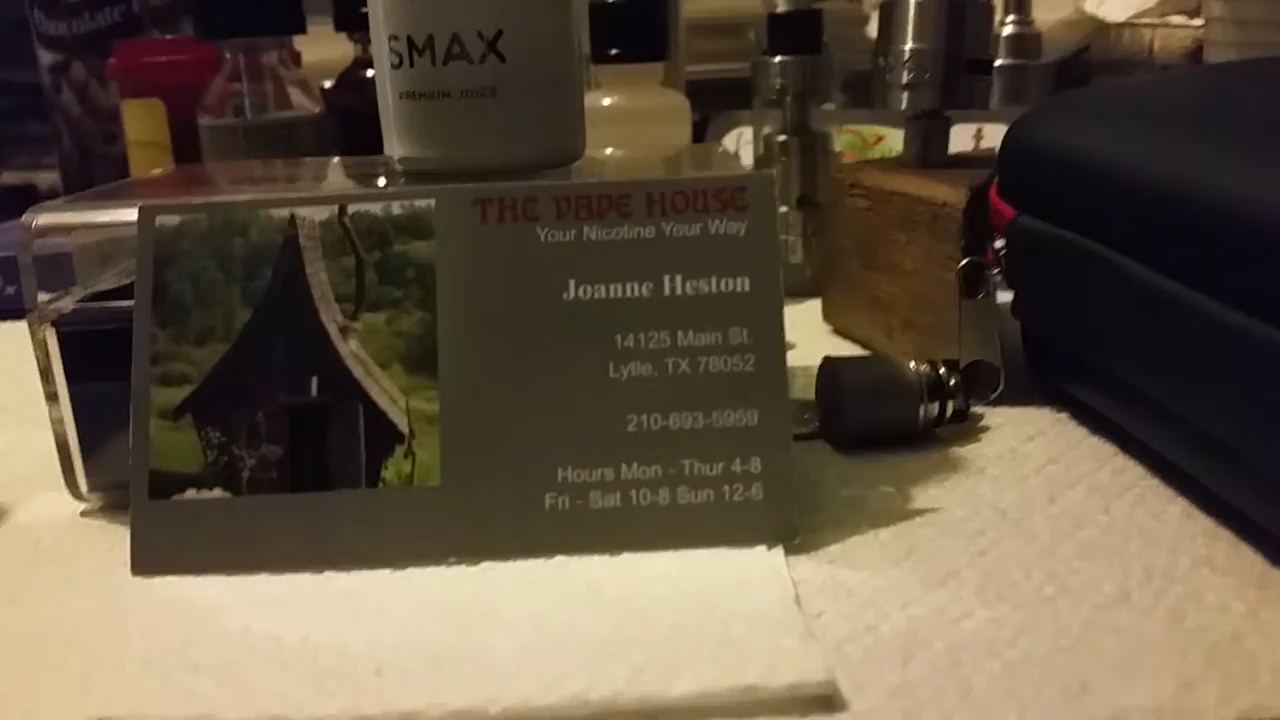 SMAX
PREMIUM JUICE
THE VAPE HOUSE
Your Nicotine Your Way
Joanne Heston
14125 Main St.
Lytle, TX 78052
210-693-5959
Hours Mon - Thur 4-8
Fri - Sat 10-8 Sun 12-6